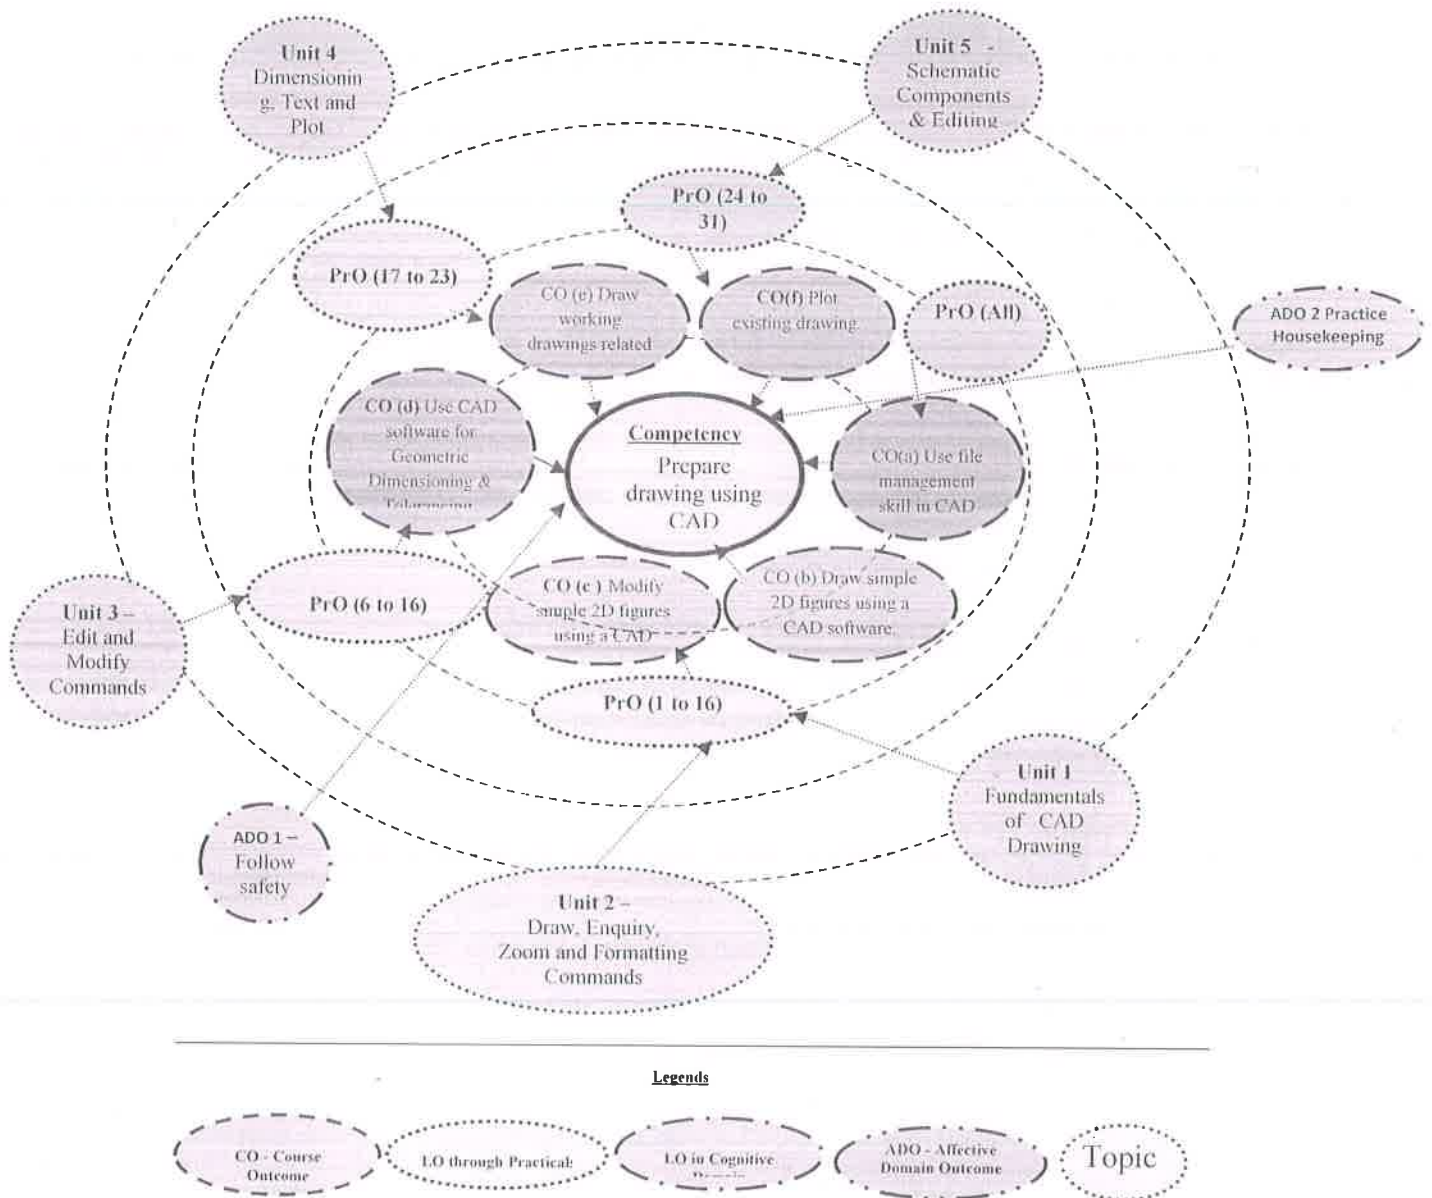 Unit 4
Dimensionin
g, Text and
Plot
Unit 5 -
Schematic
Components
& Editing
PrO (24 to
31)
PrO (17 to 23)
CO (e) Draw
working
drawings related
CO(f) Plot
existing drawing
PrO (All)
ADO 2 Practice
Housekeeping
CO (d) Use CAD
software for
Geometric
Dimensioning &
Tolerancing
Competency
Prepare
drawing using
CAD
CO(a) Use file
management
skill in CAD
PrO (6 to 16)
CO (c ) Modify
simple 2D figures
using a CAD
CO (b) Draw simple
2D figures using a
CAD software.
Unit 3 –
Edit and
Modify
Commands
PrO (1 to 16)
Unit 1
Fundamentals
of CAD
Drawing
ADO 1 –
Follow
safety
Unit 2 –
Draw, Enquiry,
Zoom and Formatting
Commands
Legends
CO - Course
Outcome
LO through Practicals
LO in Cognitive
Domain
ADO - Affective
Domain Outcome
Topic